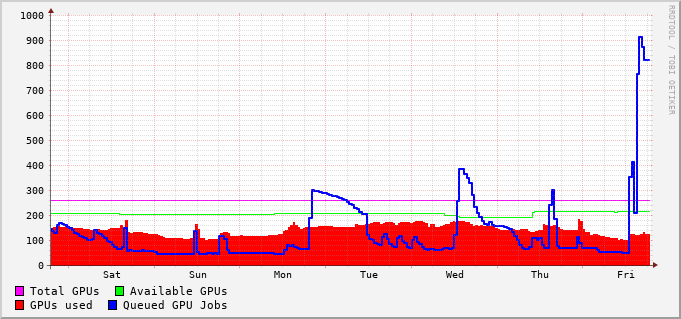 1000
900
800
700
600
500
400
300
200
100
0
Sat Sun Mon Tue Wed Thu Fri
Total GPUs Available GPUs
GPUs used Queued GPU Jobs
RRDTOOL / TOBI OETIKER